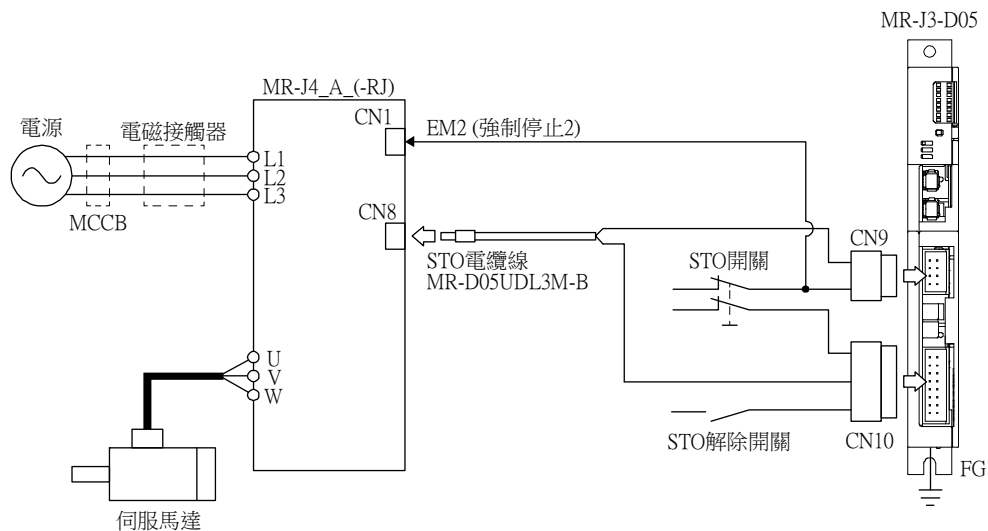 MR-J3-D05
MR-J4_A_(-RJ)
電源
電磁接觸器
CN1
EM2 (強制停止2)
L1
L2
L3
MCCB
CN8
STO電纜線
MR-D05UDL3M-B
STO開關
CN9
U
V
W
STO解除開關
CN10
FG
伺服馬達